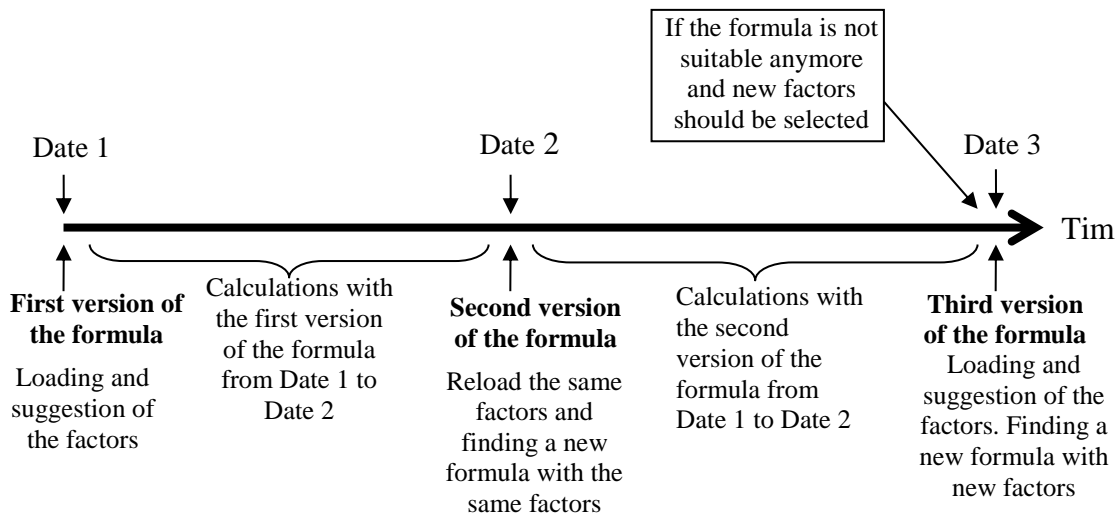 If the formula is not
suitable anymore
and new factors
should be selected
Date 1
Date 2
Date 3
Tim
First version of
the formula
Loading and
suggestion of
the factors
Calculations with
the first version
of the formula
from Date 1 to
Date 2
Second version
of the formula
Reload the same
factors and
finding a new
formula with the
same factors
Calculations with
the second
version of the
formula from
Date 1 to Date 2
Third version
of the formula
Loading and
suggestion of the
factors. Finding a
new formula with
new factors